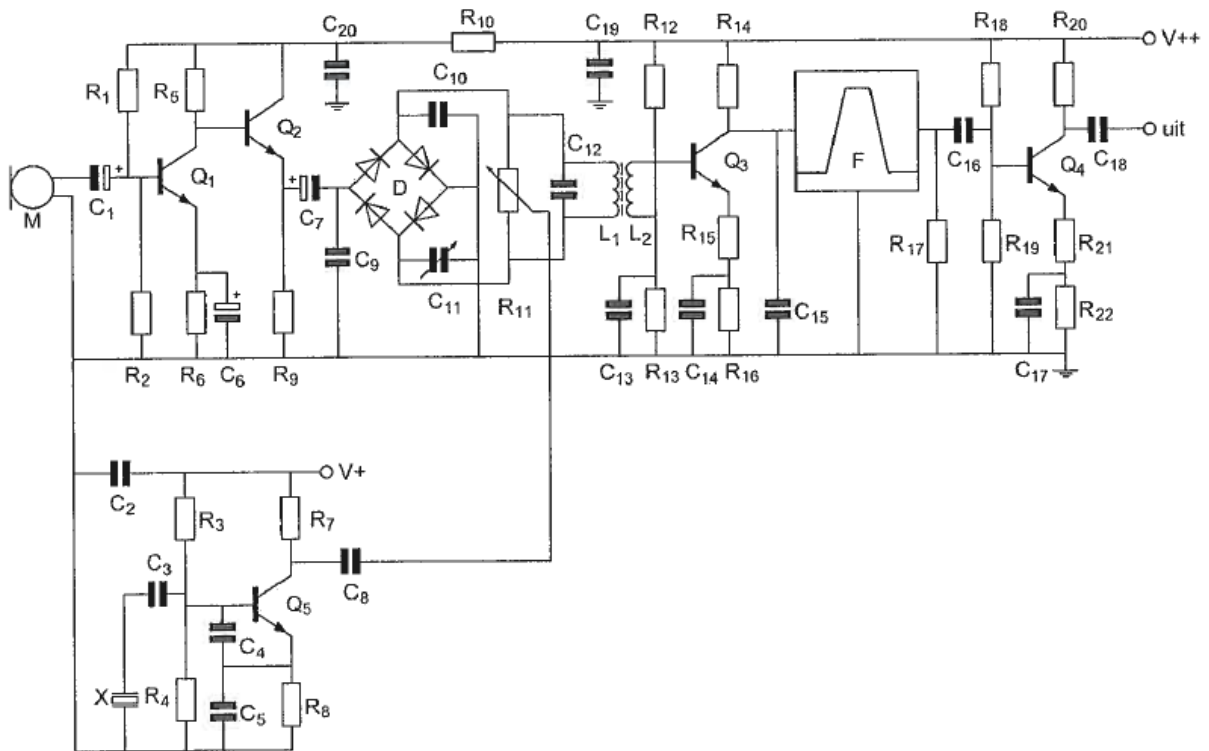 C20
R10
C19
R12
R14
R18
R20
V++
R1
R5
C10
Q2
C12
Q3
F
C16
C18
uit
Q4
M
C1
Q1
C7
D
C9
L1
L2
R15
R17
R19
R21
C11
R11
C15
R22
R2
R6
C6
R9
C13
R13
C14
R16
C17
C2
V+
R3
R7
C3
C8
Q5
C4
X
R4
C5
R8
+
+
+